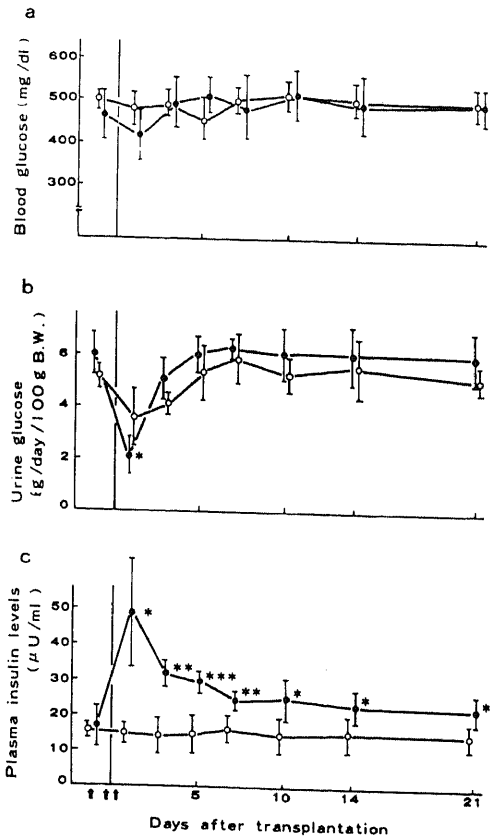 a
Blood glucose (mg/dl)
600
500
400
300
b
Urine glucose
(g/day/100g B.W.)
6
4
2
0
*
c
Plasma insulin levels
(μU/ml)
50
40
30
20
10
0
*
**
***
**
*
*
*
5
10
14
21
Days after transplantation